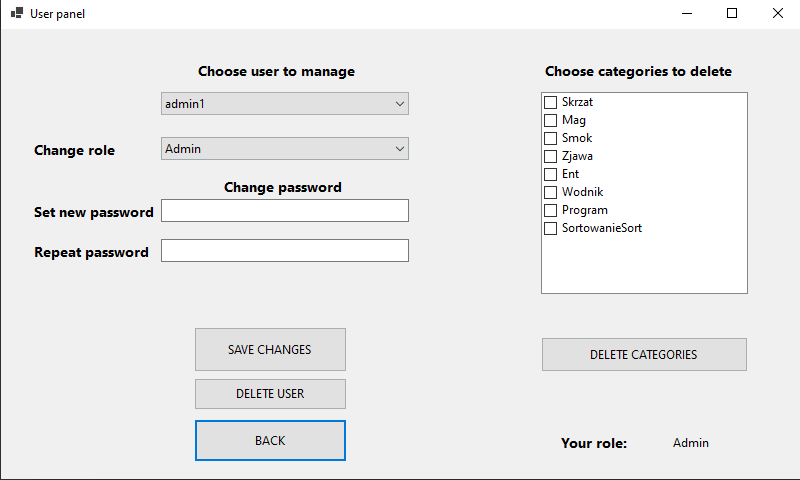 User panel
Choose user to manage
admin1
Change role
Admin
Change password
Set new password
Repeat password
SAVE CHANGES
DELETE USER
BACK
Choose categories to delete
Skrzat
Mag
Smok
Zjawa
Ent
Wodnik
Program
SortowanieSort
DELETE CATEGORIES
Your role: Admin